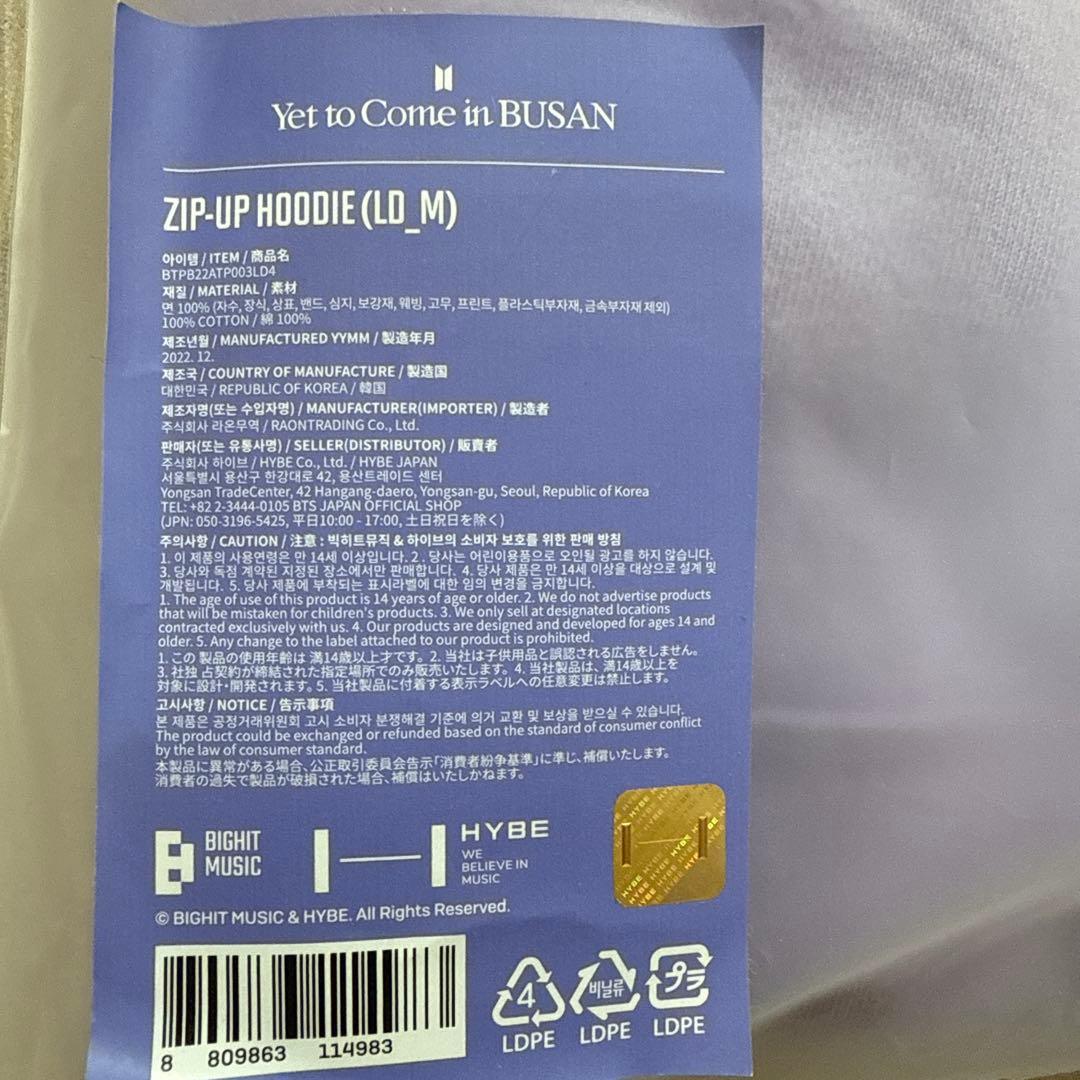 Yet to Come in BUSAN
ZIP-UP HOODIE (LD_M)
아이템 / ITEM / 商品名
BTPB22ATP003LD4
재질 / MATERIAL / 素材
면 100% (자수, 장식, 상표, 밴드, 심지, 보강재, 웨빙, 고무, 프린트, 플라스틱부자재, 금속부자재 제외)
100% COTTON / 綿 100%
제조년월 / MANUFACTURED YYMM / 製造年月
2022. 12.
제조국 / COUNTRY OF MANUFACTURE / 製造国
대한민국 / REPUBLIC OF KOREA / 韓国
제조자명(또는 수입자명) / MANUFACTURER(IMPORTER) / 製造者
주식회사 라온무역 / RAONTRADING Co., Ltd.
판매자(또는 유통사명) / SELLER(DISTRIBUTOR) / 販賣者
주식회사 하이브 / HYBE Co., Ltd. / HYBE JAPAN
서울특별시 용산구 한강대로 42, 용산트레이드 센터
Yongsan TradeCenter, 42 Hangang-daero, Yongsan-gu, Seoul, Republic of Korea
TEL: +82 2-3444-0105 BTS JAPAN OFFICIAL SHOP
(JPN: 050-3196-5425, 平日10:00 - 17:00, 土日祝日を除く)
주의사항 / CAUTION / 注意 : 빅히트뮤직 & 하이브의 소비자 보호를 위한 판매 방침
1. 이 제품의 사용연령은 만 14세 이상입니다. 2. 당사는 어린이용품으로 오인될 광고를 하지 않습니다.
3. 당사와 독점 계약된 지정된 장소에서만 판매합니다. 4. 당사 제품은 만 14세 이상을 대상으로 설계 및
개발됩니다. 5. 당사 제품에 부착되는 표시라벨에 대한 임의 변경을 금지합니다.
1. The age of use of this product is 14 years of age or older. 2. We do not advertise products
that will be mistaken for children's products. 3. We only sell at designated locations
contracted exclusively with us. 4. Our products are designed and developed for ages 14 and
older. 5. Any change to the label attached to our product is prohibited.
1. この 製品の使用年齢は 満14歳以上才です。 2. 当社は子供用品と誤認される広告をしません。
3. 社独 占契約が締結された指定場所でのみ販売いたします。 4. 当社製品は、満14歳以上を
対象に設計・開発されます。 5. 当社製品に付着する表示ラベルへの任意変更は禁止します。
고시사항 / NOTICE / 告示事項
본 제품은 공정거래위원회 고시 소비자 분쟁해결 기준에 의거 교환 및 보상을 받으실 수 있습니다.
The product could be exchanged or refunded based on the standard of consumer conflict
by the law of consumer standard.
本製品に異常がある場合、公正取引委員会告示「消費者紛争基準」に準じ、補償いたします。
消費者の過失で製品が破損された場合、補償はいたしかねます。
BIGHIT
MUSIC
HYBE
WE
BELIEVE IN
MUSIC
© BIGHIT MUSIC & HYBE. All Rights Reserved.
8 809863 114983
4
LDPE
비닐류
LDPE
プラ
LDPE